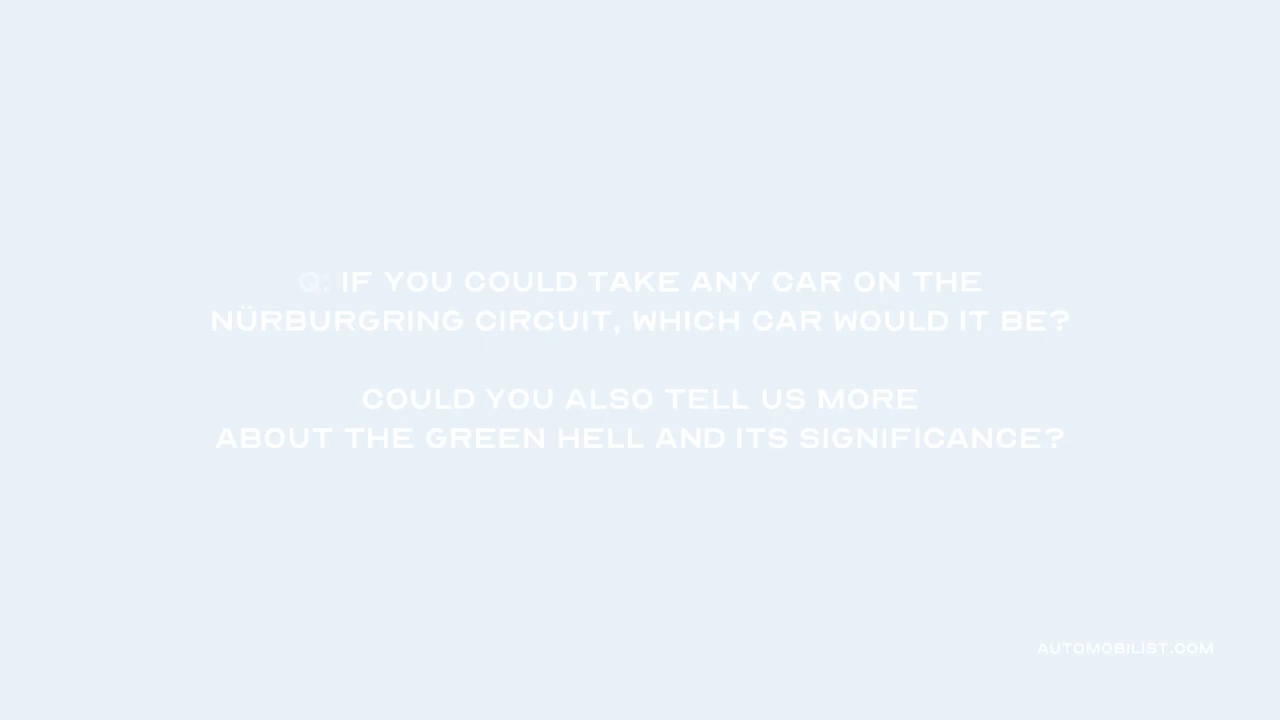 Q: IF YOU COULD TAKE ANY CAR ON THE
NÜRBURGRING CIRCUIT, WHICH CAR WOULD IT BE?
COULD YOU ALSO TELL US MORE
ABOUT THE GREEN HELL AND ITS SIGNIFICANCE?
AUTOMOBILIST.COM